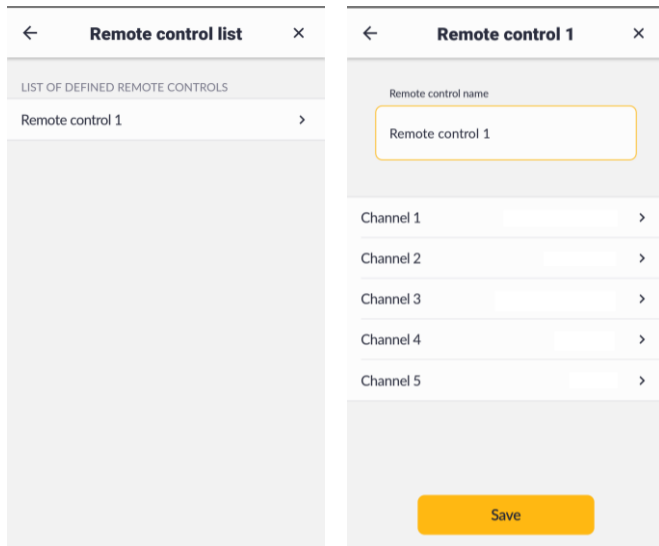 Remote control list
LIST OF DEFINED REMOTE CONTROLS
Remote control 1
Remote control 1
Remote control name
Remote control 1
Channel 1
Channel 2
Channel 3
Channel 4
Channel 5
Save